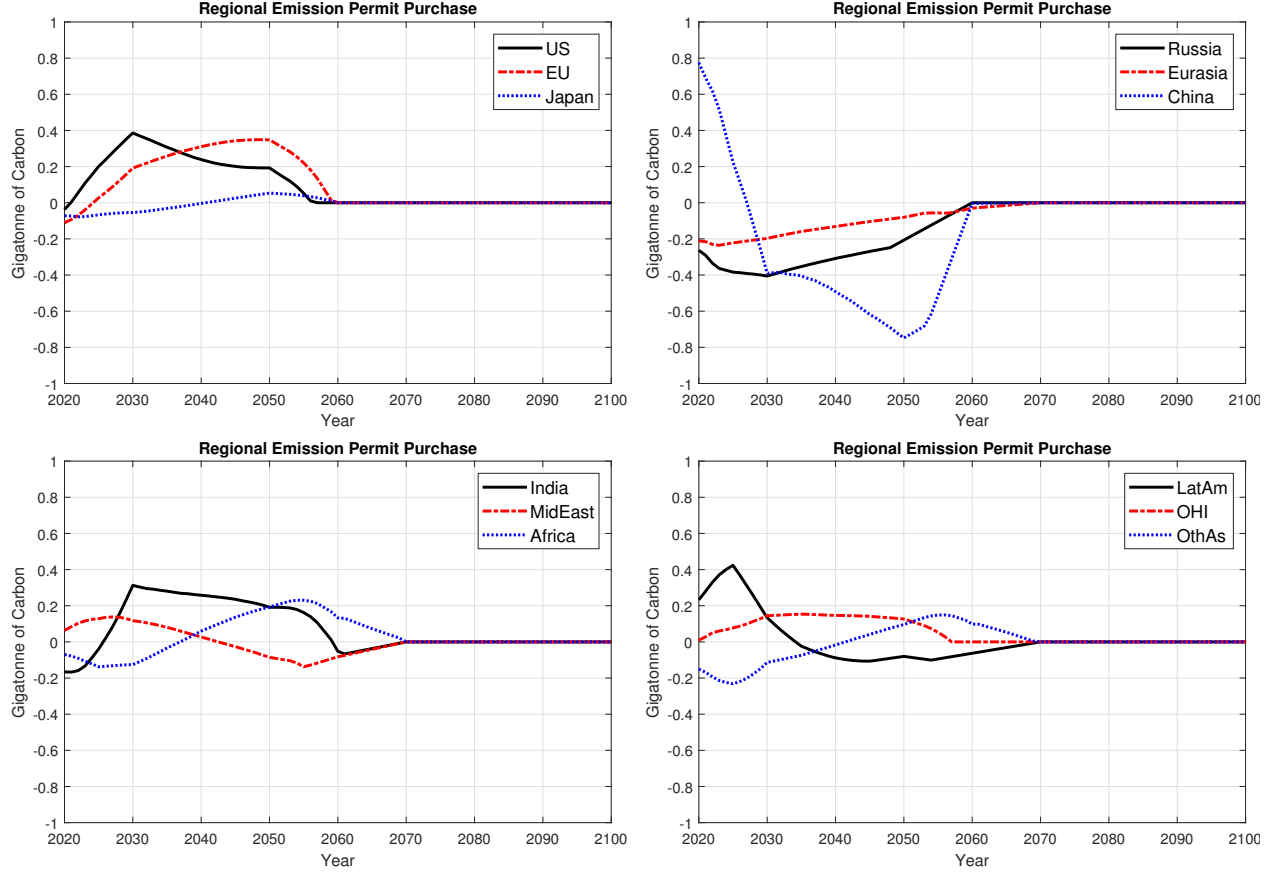 Regional Emission Permit Purchase
1
0.8
0.6
0.4
0.2
0
-0.2
-0.4
-0.6
-0.8
-1
Gigatonne of Carbon
US
EU
Japan
2020 2030 2040 2050 2060 2070 2080 2090 2100
Year
Regional Emission Permit Purchase
1
0.8
0.6
0.4
0.2
0
-0.2
-0.4
-0.6
-0.8
-1
Gigatonne of Carbon
Russia
Eurasia
China
2020 2030 2040 2050 2060 2070 2080 2090 2100
Year
Regional Emission Permit Purchase
1
0.8
0.6
0.4
0.2
0
-0.2
-0.4
-0.6
-0.8
-1
Gigatonne of Carbon
India
MidEast
Africa
2020 2030 2040 2050 2060 2070 2080 2090 2100
Year
Regional Emission Permit Purchase
1
0.8
0.6
0.4
0.2
0
-0.2
-0.4
-0.6
-0.8
-1
Gigatonne of Carbon
LatAm
OHI
OthAs
2020 2030 2040 2050 2060 2070 2080 2090 2100
Year